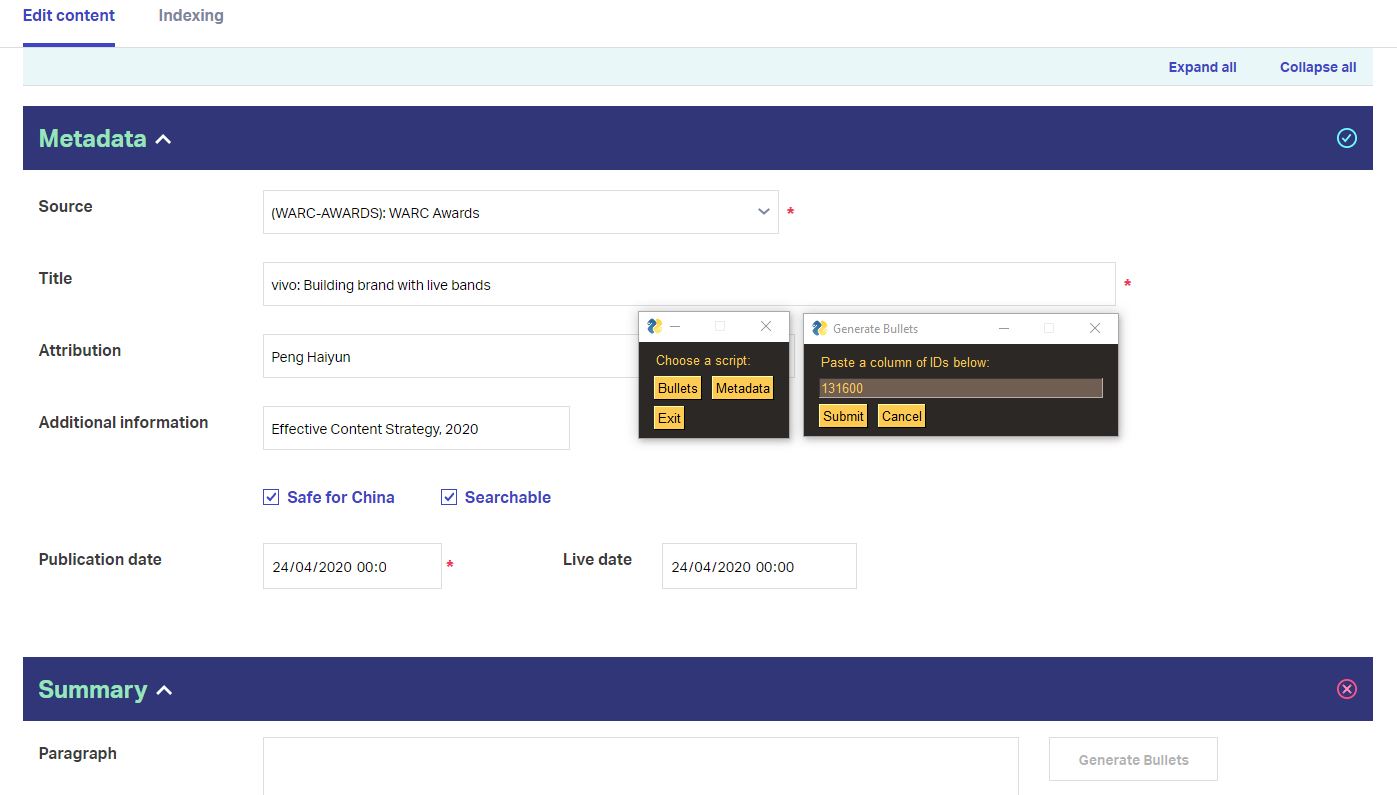 Edit content Indexing
Expand all Collapse all
Metadata
Source (WARC-AWARDS): WARC Awards *
Title vivo: Building brand with live bands *
Attribution Peng Haiyun
Additional information Effective Content Strategy, 2020
Choose a script:
Bullets Metadata
Exit
Generate Bullets
Paste a column of IDs below:
131600
Submit Cancel
Safe for China Searchable
Publication date 24/04/2020 00:0 * Live date 24/04/2020 00:00
Summary
Paragraph Generate Bullets